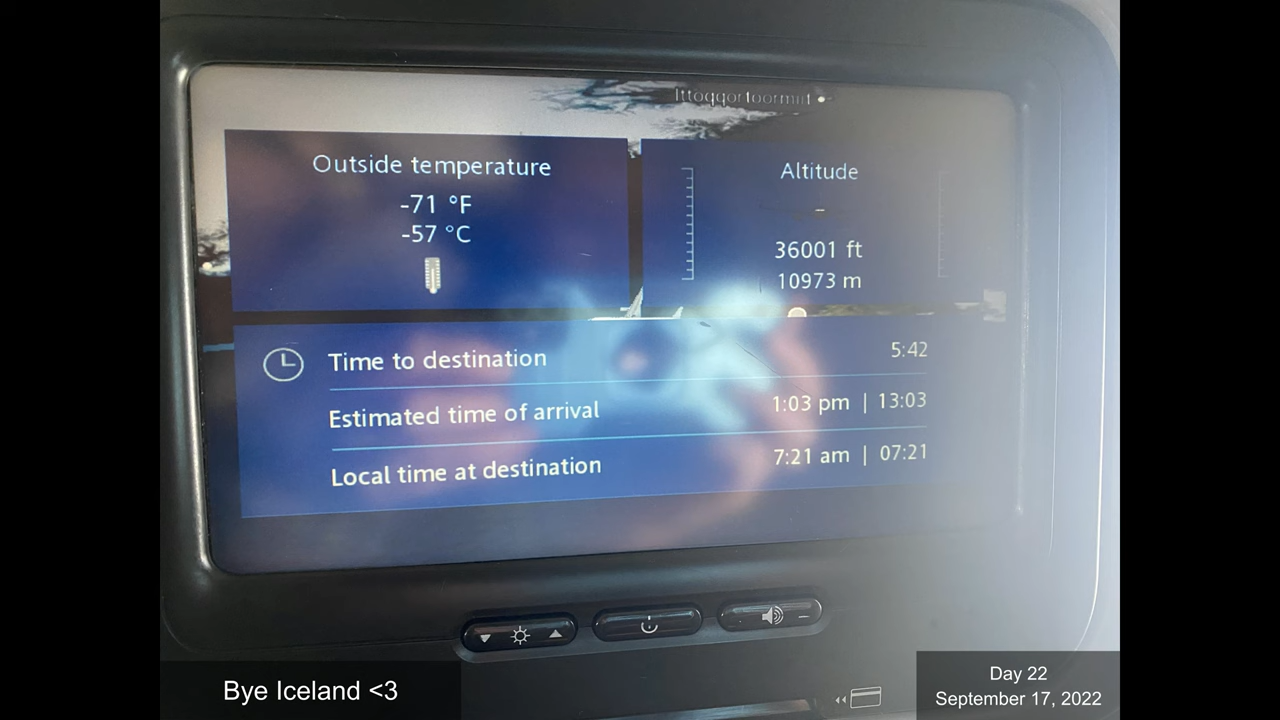 Ittoqqortoormiit
Outside temperature
-71 °F
-57 °C
Altitude
36001 ft
10973 m
Time to destination
5:42
Estimated time of arrival
1:03 pm | 13:03
Local time at destination
7:21 am | 07:21
Bye Iceland <3
Day 22
September 17, 2022